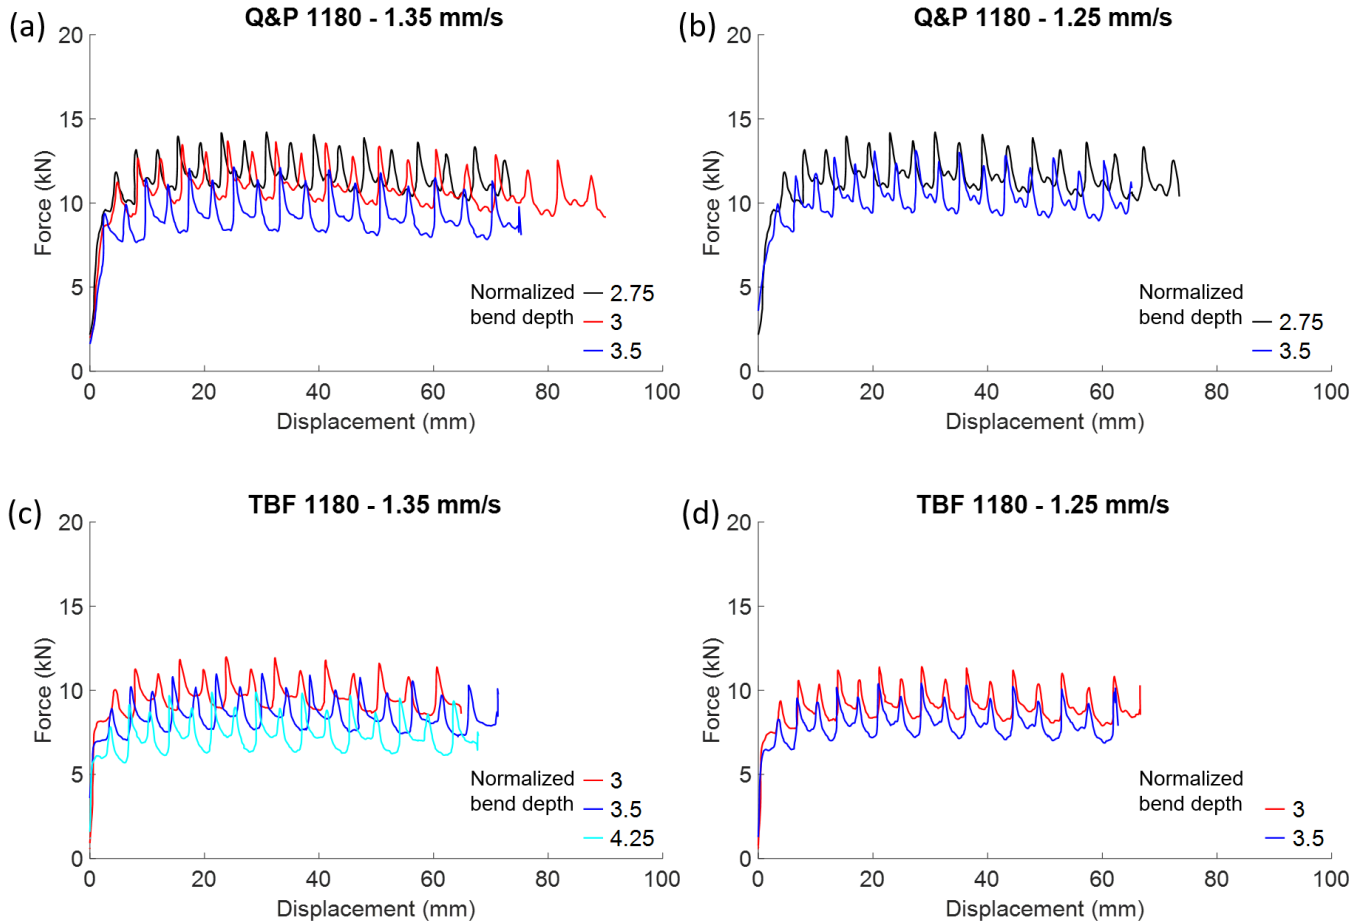 (a)
Q&P 1180 - 1.35 mm/s
20
15
10
5
0
Force (kN)
Normalized
bend depth
2.75
3
3.5
0 20 40 60 80 100
Displacement (mm)
(b)
Q&P 1180 - 1.25 mm/s
20
15
10
5
0
Force (kN)
Normalized
bend depth
2.75
3.5
0 20 40 60 80 100
Displacement (mm)
(c)
TBF 1180 - 1.35 mm/s
20
15
10
5
0
Force (kN)
Normalized
bend depth
3
3.5
4.25
0 20 40 60 80 100
Displacement (mm)
(d)
TBF 1180 - 1.25 mm/s
20
15
10
5
0
Force (kN)
Normalized
bend depth
3
3.5
0 20 40 60 80 100
Displacement (mm)